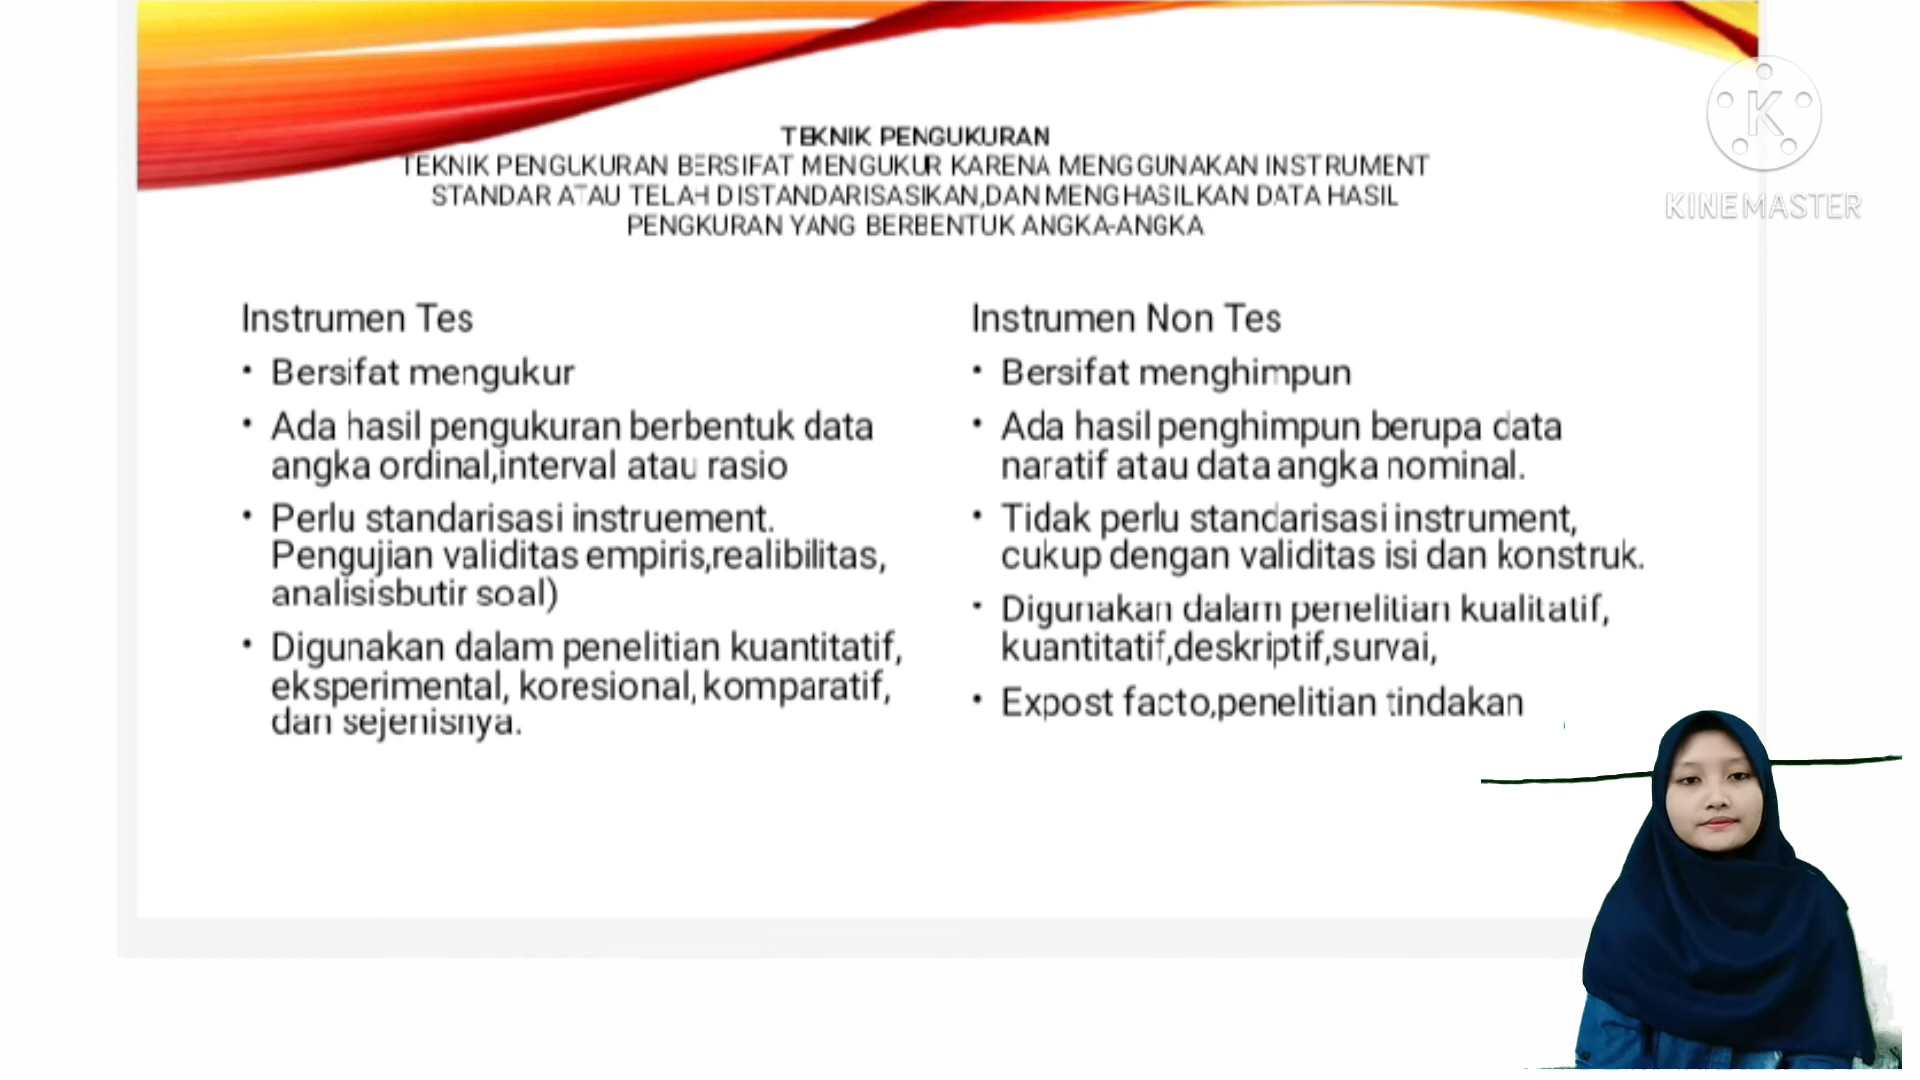 TEKNIK PENGUKURAN
TEKNIK PENGUKURAN BERSIFAT MENGUKUR KARENA MENGGUNAKAN INSTRUMENT
STANDAR ATAU TELAH DISTANDARISASIKAN,DAN MENGHASILKAN DATA HASIL
PENGKURAN YANG BERBENTUK ANGKA-ANGKA
K
KINEMASTER
Instrumen Tes
• Bersifat mengukur
• Ada hasil pengukuran berbentuk data
angka ordinal,interval atau rasio
• Perlu standarisasi instruement.
Pengujian validitas empiris,realibilitas,
analisisbutir soal)
• Digunakan dalam penelitian kuantitatif,
eksperimental, koresional, komparatif,
dan sejenisnya.
Instrumen Non Tes
• Bersifat menghimpun
• Ada hasil penghimpun berupa data
naratif atau data angka nominal.
• Tidak perlu standarisasi instrument,
cukup dengan validitas isi dan konstruk.
• Digunakan dalam penelitian kualitatif,
kuantitatif,deskriptif,survai,
• Expost facto,penelitian tindakan